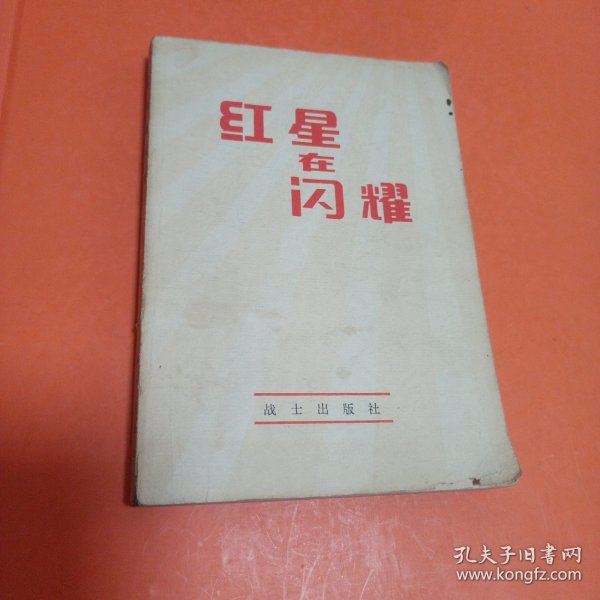 红星
在
闪耀
战士出版社
孔夫子旧书网
www.kongfz.com